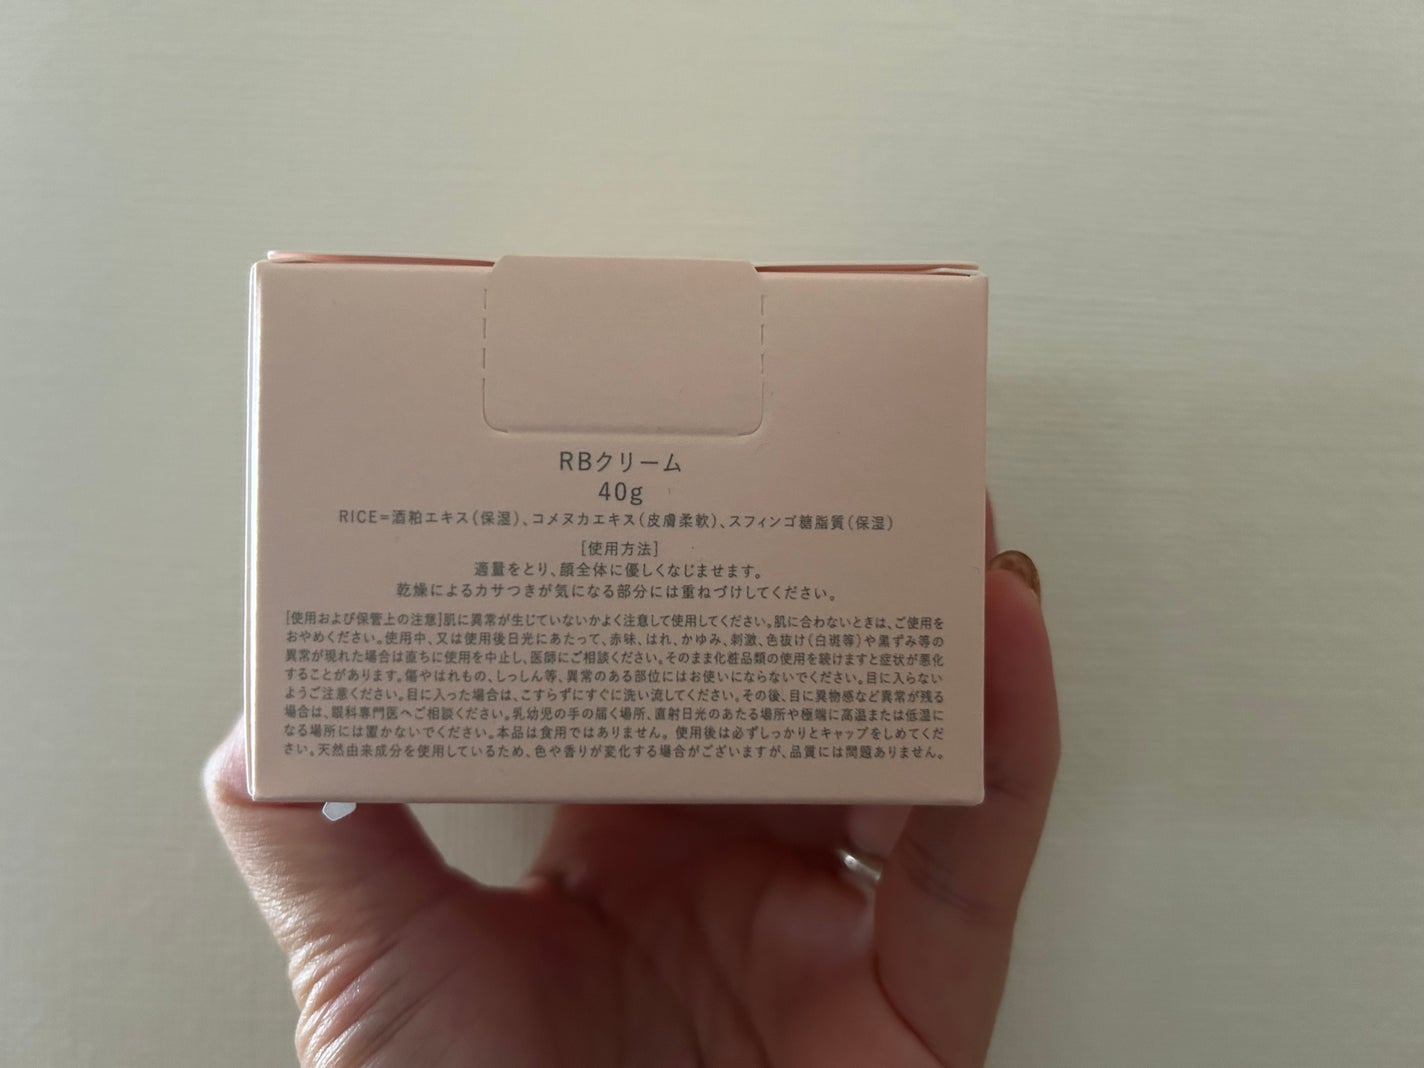 RBクリーム
40g
RICE=酒粕エキス(保湿)、コメヌカエキス(皮膚柔軟)、スフィンゴ糖脂質(保湿)
[使用方法]
適量をとり、顔全体に優しくなじませます。
乾燥によるカサつきが気になる部分には重ねづけしてください。
[使用および保管上の注意]肌に異常が生じていないかよく注意して使用してください。肌に合わないときは、ご使用を
おやめください。使用中、又は使用後日光にあたって、赤味、はれ、かゆみ、刺激、色抜け(白斑等)や黒ずみ等の
異常が現れた場合は直ちに使用を中止し、医師にご相談ください。そのまま化粧品類の使用を続けますと症状が悪化
することがあります。傷やはれもの、しっしん等、異常のある部位にはお使いにならないでください。目に入らない
ようご注意ください。目に入った場合は、こすらずにすぐに洗い流してください。その後、目に異物感など異常が残る
場合は、眼科専門医へご相談ください。乳幼児の手の届く場所、直射日光のあたる場所や極端に高温または低温に
なる場所には置かないでください。本品は食用ではありません。使用後は必ずしっかりとキャップをしめてくだ
さい。天然由来成分を使用しているため、色や香りが変化する場合がございますが、品質には問題ありません。